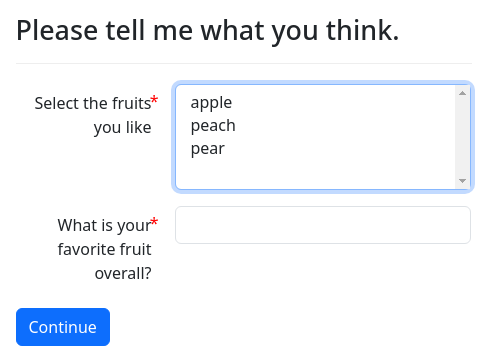 Please tell me what you think.
Select the fruits*
you like
apple
peach
pear
What is your*
favorite fruit
overall?
Continue